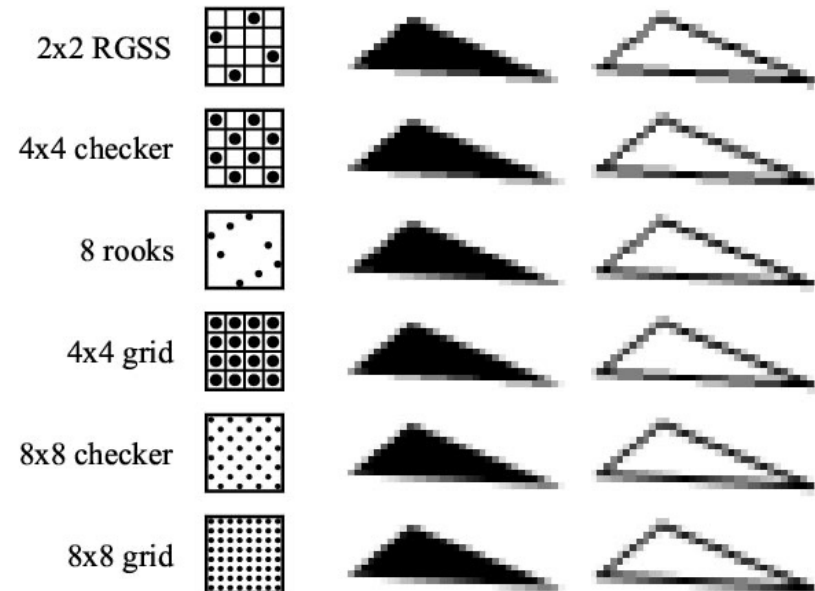 2x2 RGSS
4x4 checker
8 rooks
4x4 grid
8x8 checker
8x8 grid